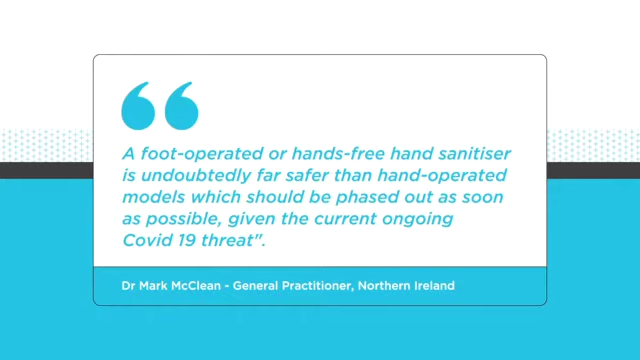 A foot-operated or hands-free hand sanitiser
is undoubtedly far safer than hand-operated
models which should be phased out as soon
as possible, given the current ongoing
Covid 19 threat".
Dr Mark McClean - General Practitioner, Northern Ireland